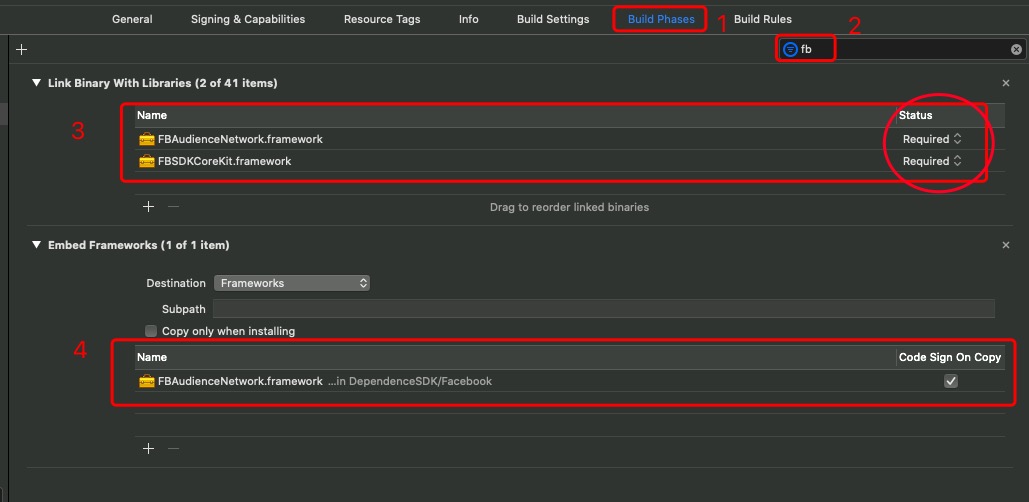 General Signing & Capabilities Resource Tags Info Build Settings Build Phases 1 Build Rules 2
fb
Link Binary With Libraries (2 of 41 items)
3
Name Status
FBAudienceNetwork.framework Required
FBSDKCoreKit.framework Required
Drag to reorder linked binaries
Embed Frameworks (1 of 1 item)
Destination Frameworks
Subpath
Copy only when installing
4
Name Code Sign On Copy
FBAudienceNetwork.framework ...in DependenceSDK/Facebook